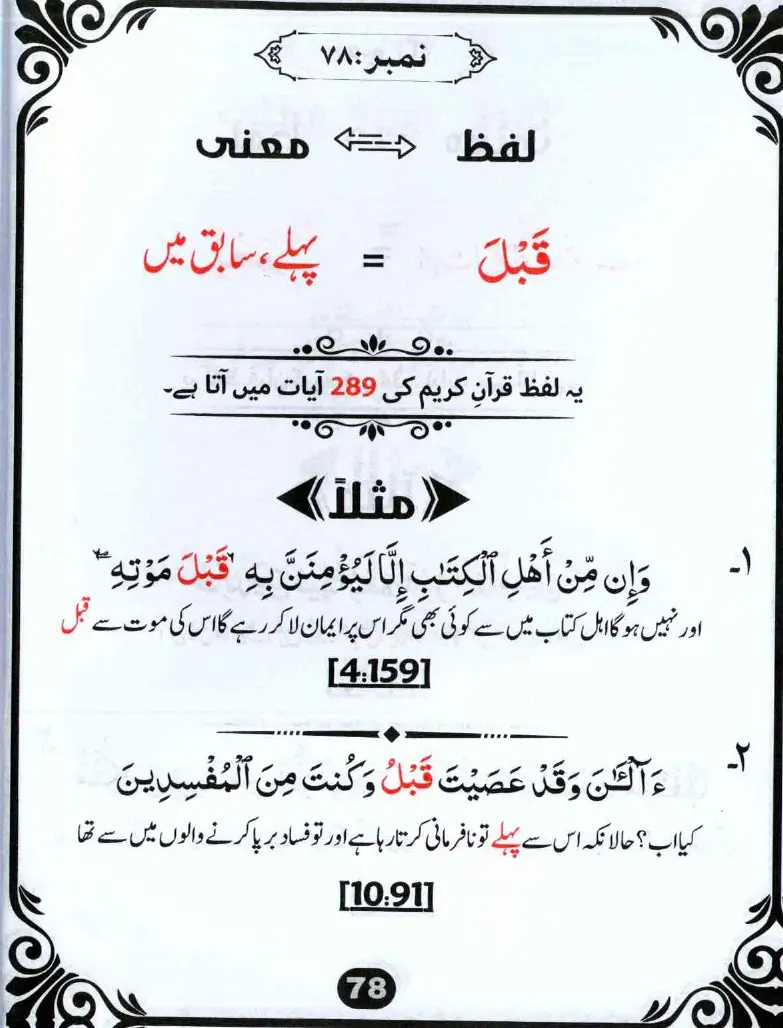 نمبر:۷۸
لفظ ⇐⇒ معنی
قَبْلَ = پہلے، سابق میں
یہ لفظ قرآنِ کریم کی 289 آیات میں آتا ہے۔
مثلاً
۱۔ وَإِن مِّنْ أَهْلِ ٱلْكِتَٰبِ إِلَّا لَيُؤْمِنَنَّ بِهِۦ قَبْلَ مَوْتِهِۦ ۖ
اور نہیں ہوگا اہل کتاب میں سے کوئی بھی مگر اس پر ایمان لا کر رہے گا اس کی موت سے قبل
[4:159]
۲۔ ءَآلْـَٰٔنَ وَقَدْ عَصَيْتَ قَبْلُ وَكُنتَ مِنَ ٱلْمُفْسِدِينَ
کیا اب؟ حالانکہ اس سے پہلے تو نافرمانی کرتا رہا ہے اور تو فساد برپا کرنے والوں میں سے تھا
[10:91]
78